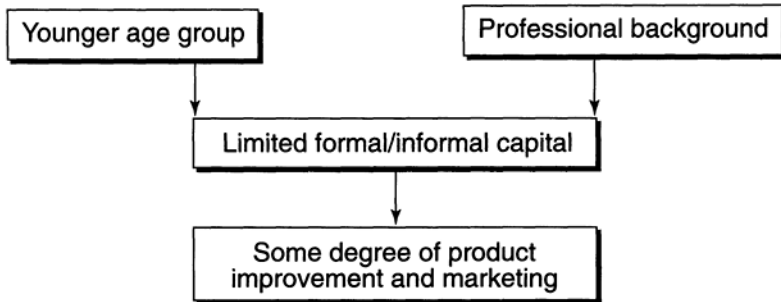 Younger age group
Professional background
Limited formal/informal capital
Some degree of product
improvement and marketing